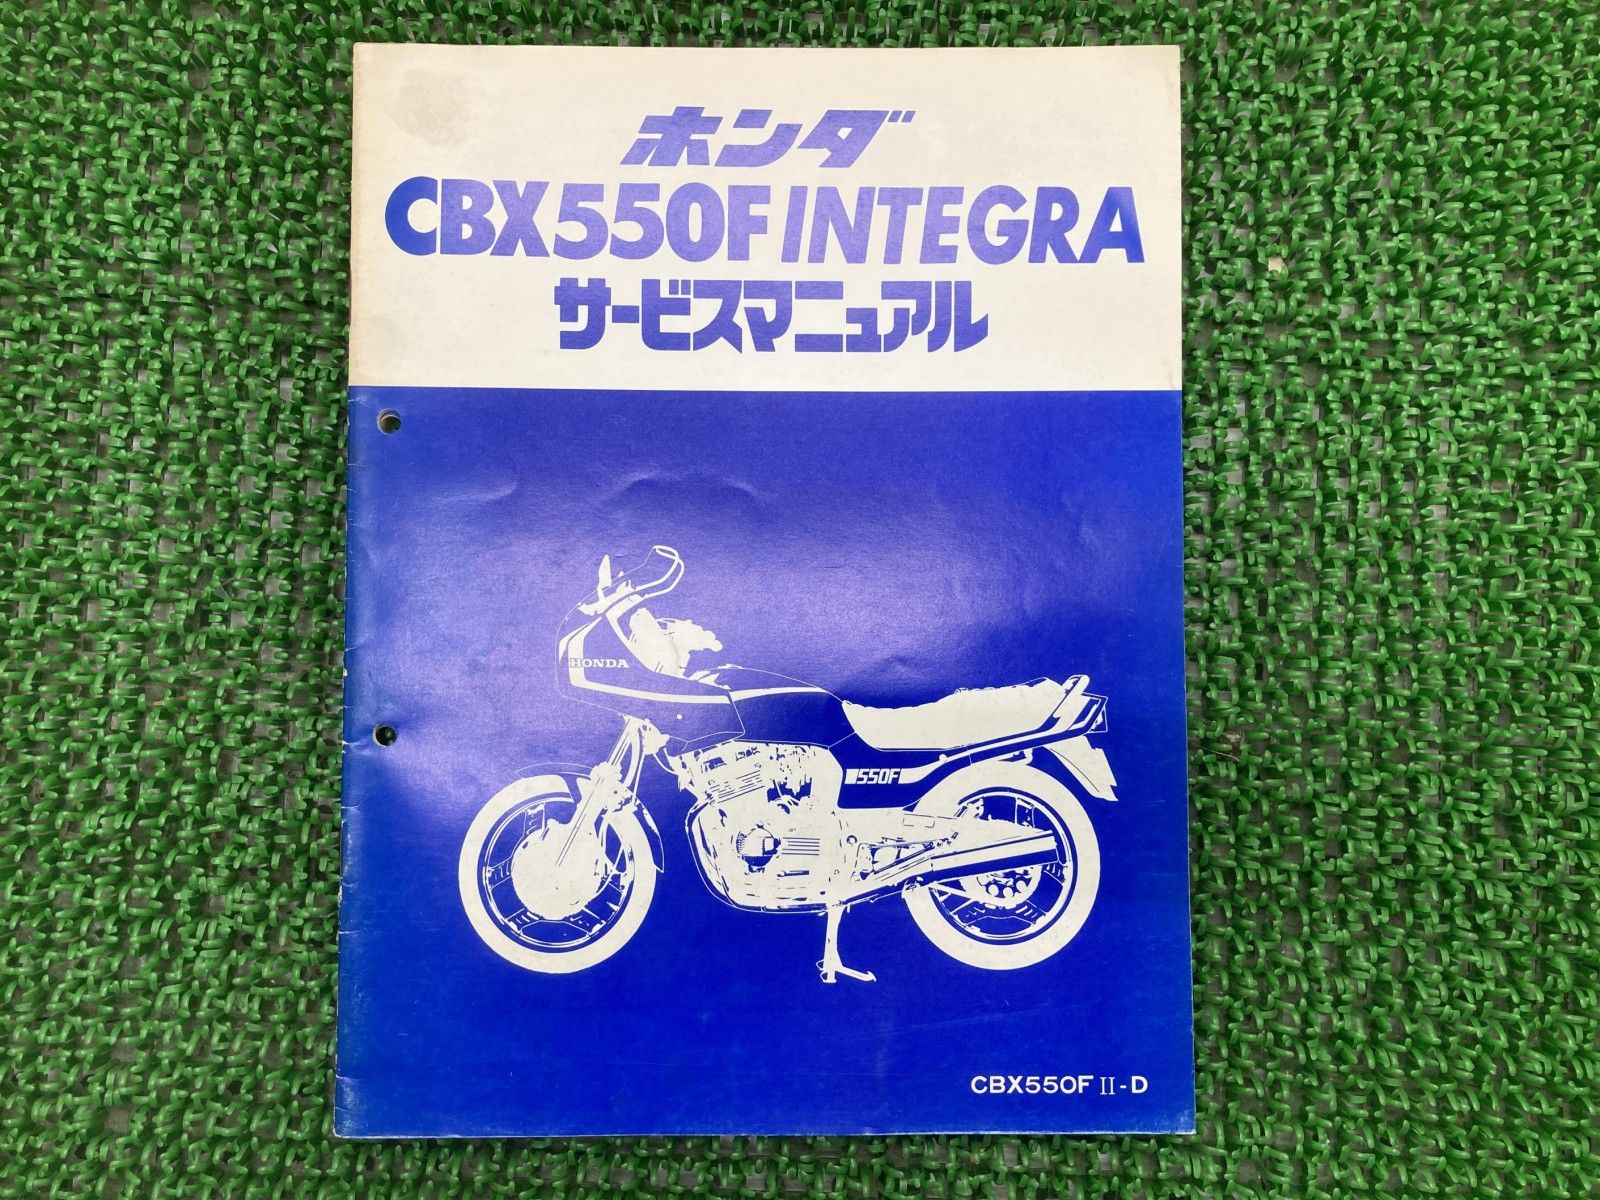 ホンダ
CBX550F INTEGRA
サービスマニュアル
HONDA
550F
CBX550F II-D